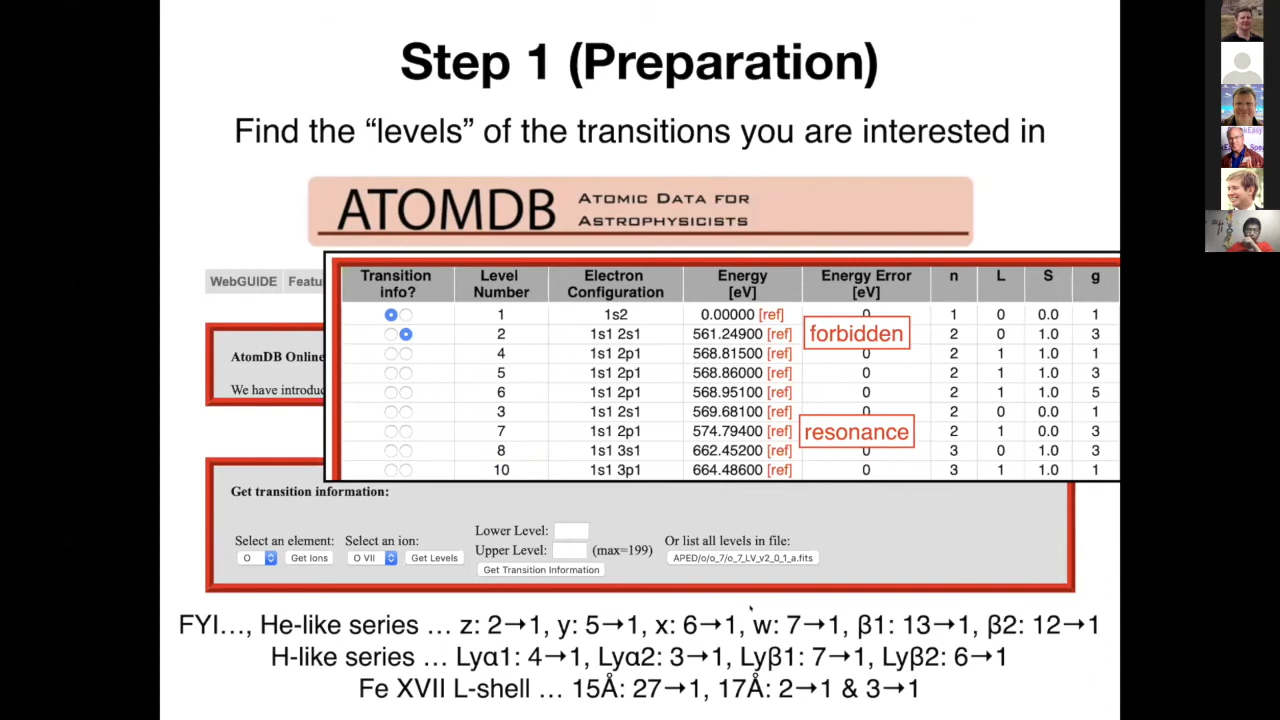 Step 1 (Preparation)
Find the “levels” of the transitions you are interested in
ATOMDB ATOMIC DATA FOR
ASTROPHYSICISTS
WebGUIDE Featu
Transition info? Level Number Electron Configuration Energy [eV] Energy Error [eV] n L S g
1 1s2 0.00000 [ref] 0 1 0 0.0 1
2 1s1 2s1 561.24900 [ref] forbidden 2 0 1.0 3
4 1s1 2p1 568.81500 [ref] 0 2 1 1.0 1
5 1s1 2p1 568.86000 [ref] 0 2 1 1.0 3
6 1s1 2p1 568.95100 [ref] 0 2 1 1.0 5
3 1s1 2s1 569.68100 [ref] 0 2 0 0.0 1
7 1s1 2p1 574.79400 [ref] resonance 2 1 0.0 3
8 1s1 3s1 662.45200 [ref] 0 3 0 1.0 3
10 1s1 3p1 664.48600 [ref] 0 3 1 1.0 1
AtomDB Online
We have introdu
Get transition information:
Select an element: Select an ion: Lower Level: Or list all levels in file:
O Get Ions O VII Get Levels Upper Level: (max=199) APED/o/o_7/o_7_LV_v2_0_1_a.fits
Get Transition Information
FYI…, He-like series … z: 2→1, y: 5→1, x: 6→1, w: 7→1, β1: 13→1, β2: 12→1
H-like series … Lyα1: 4→1, Lyα2: 3→1, Lyβ1: 7→1, Lyβ2: 6→1
Fe XVII L-shell … 15Å: 27→1, 17Å: 2→1 & 3→1